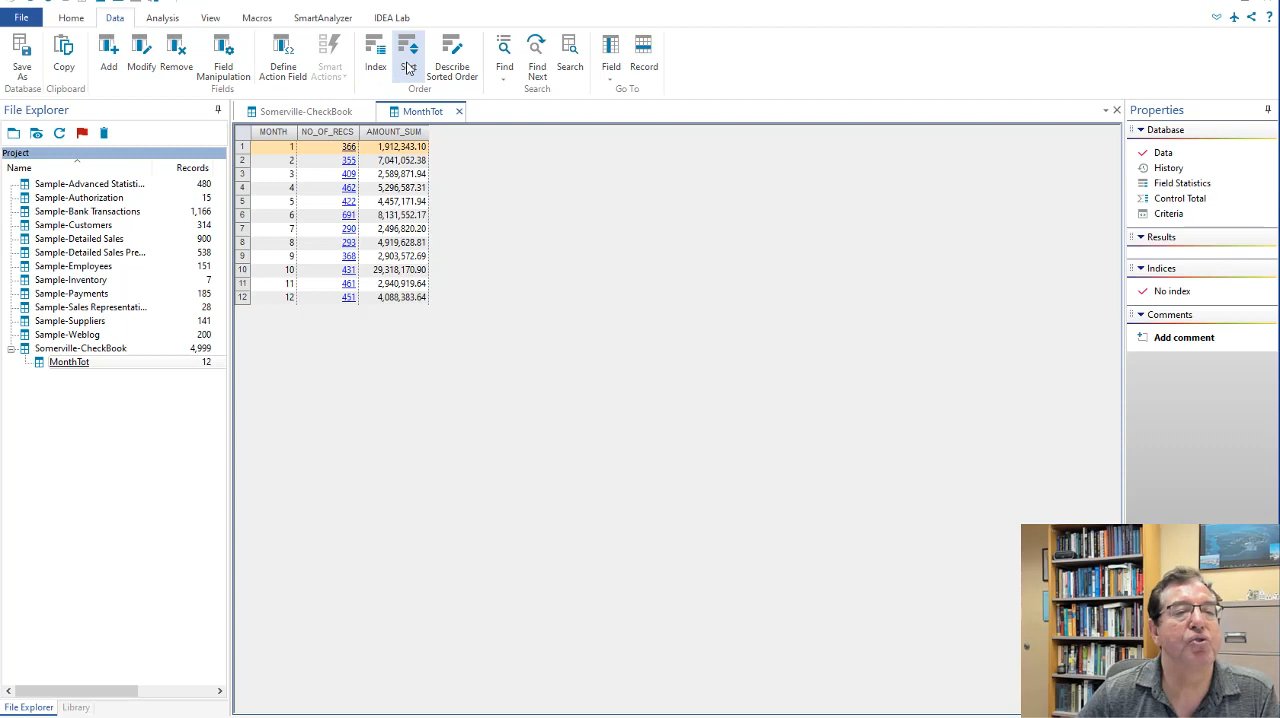 File Home Data Analysis View Macros SmartAnalyzer IDEA Lab
Save As Copy Add Modify Remove Field Manipulation Define Action Field Smart Actions Index Describe Sorted Order Find Find Next Search Field Record
Database Clipboard Fields Order Search Go To
File Explorer
Project
Name Records
Sample-Advanced Statisti... 480
Sample-Authorization 15
Sample-Bank Transactions 1,166
Sample-Customers 314
Sample-Detailed Sales 900
Sample-Detailed Sales Pre... 538
Sample-Employees 151
Sample-Inventory 7
Sample-Payments 185
Sample-Sales Representati... 28
Sample-Suppliers 141
Sample-Weblog 200
Somerville-CheckBook 4,999
MonthTot 12
File Explorer Library
Somerville-CheckBook MonthTot
MONTH NO_OF_RECS AMOUNT_SUM
1 1 366 1,912,343.10
2 2 355 7,041,052.38
3 3 409 2,589,871.94
4 4 462 5,296,587.31
5 5 422 4,457,171.94
6 6 691 8,131,552.17
7 7 290 2,496,820.20
8 8 293 4,919,628.81
9 9 368 2,903,572.69
10 10 431 29,318,170.90
11 11 461 2,940,919.64
12 12 451 4,088,383.64
Properties
Database
Data
History
Field Statistics
Control Total
Criteria
Results
Indices
No index
Comments
Add comment